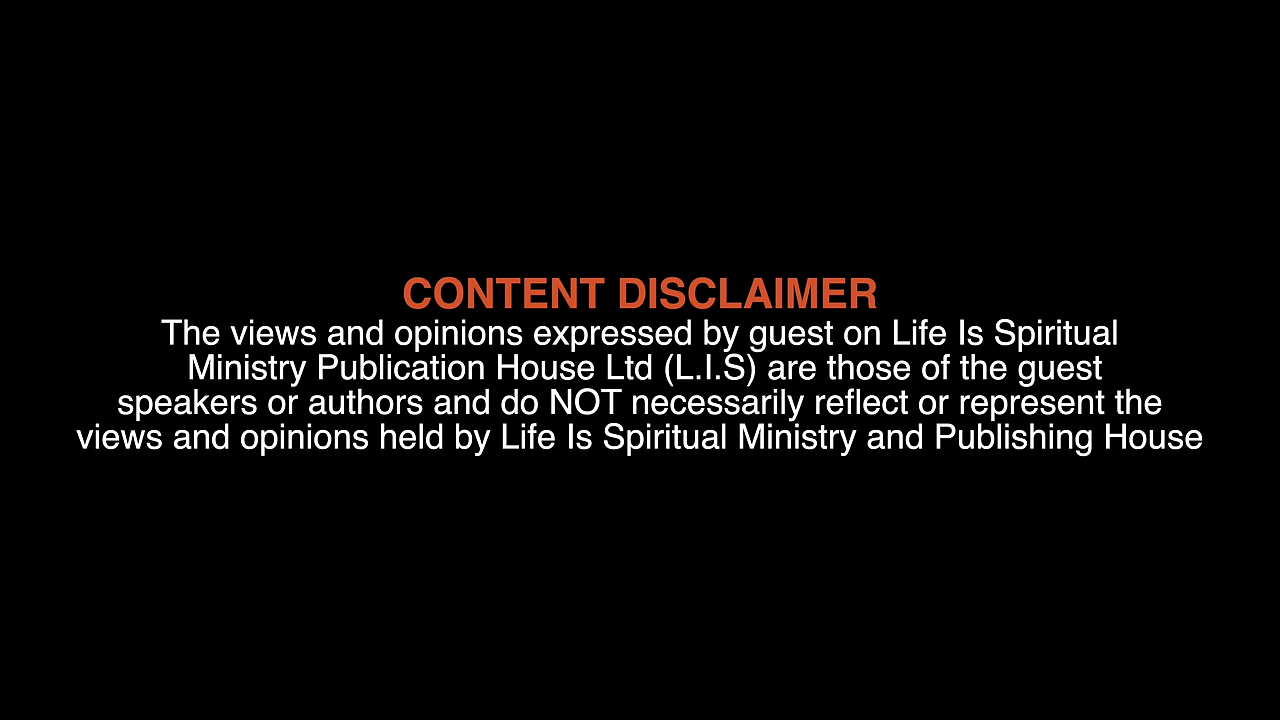 CONTENT DISCLAIMER
The views and opinions expressed by guest on Life Is Spiritual
Ministry Publication House Ltd (L.I.S) are those of the guest
speakers or authors and do NOT necessarily reflect or represent the
views and opinions held by Life Is Spiritual Ministry and Publishing House